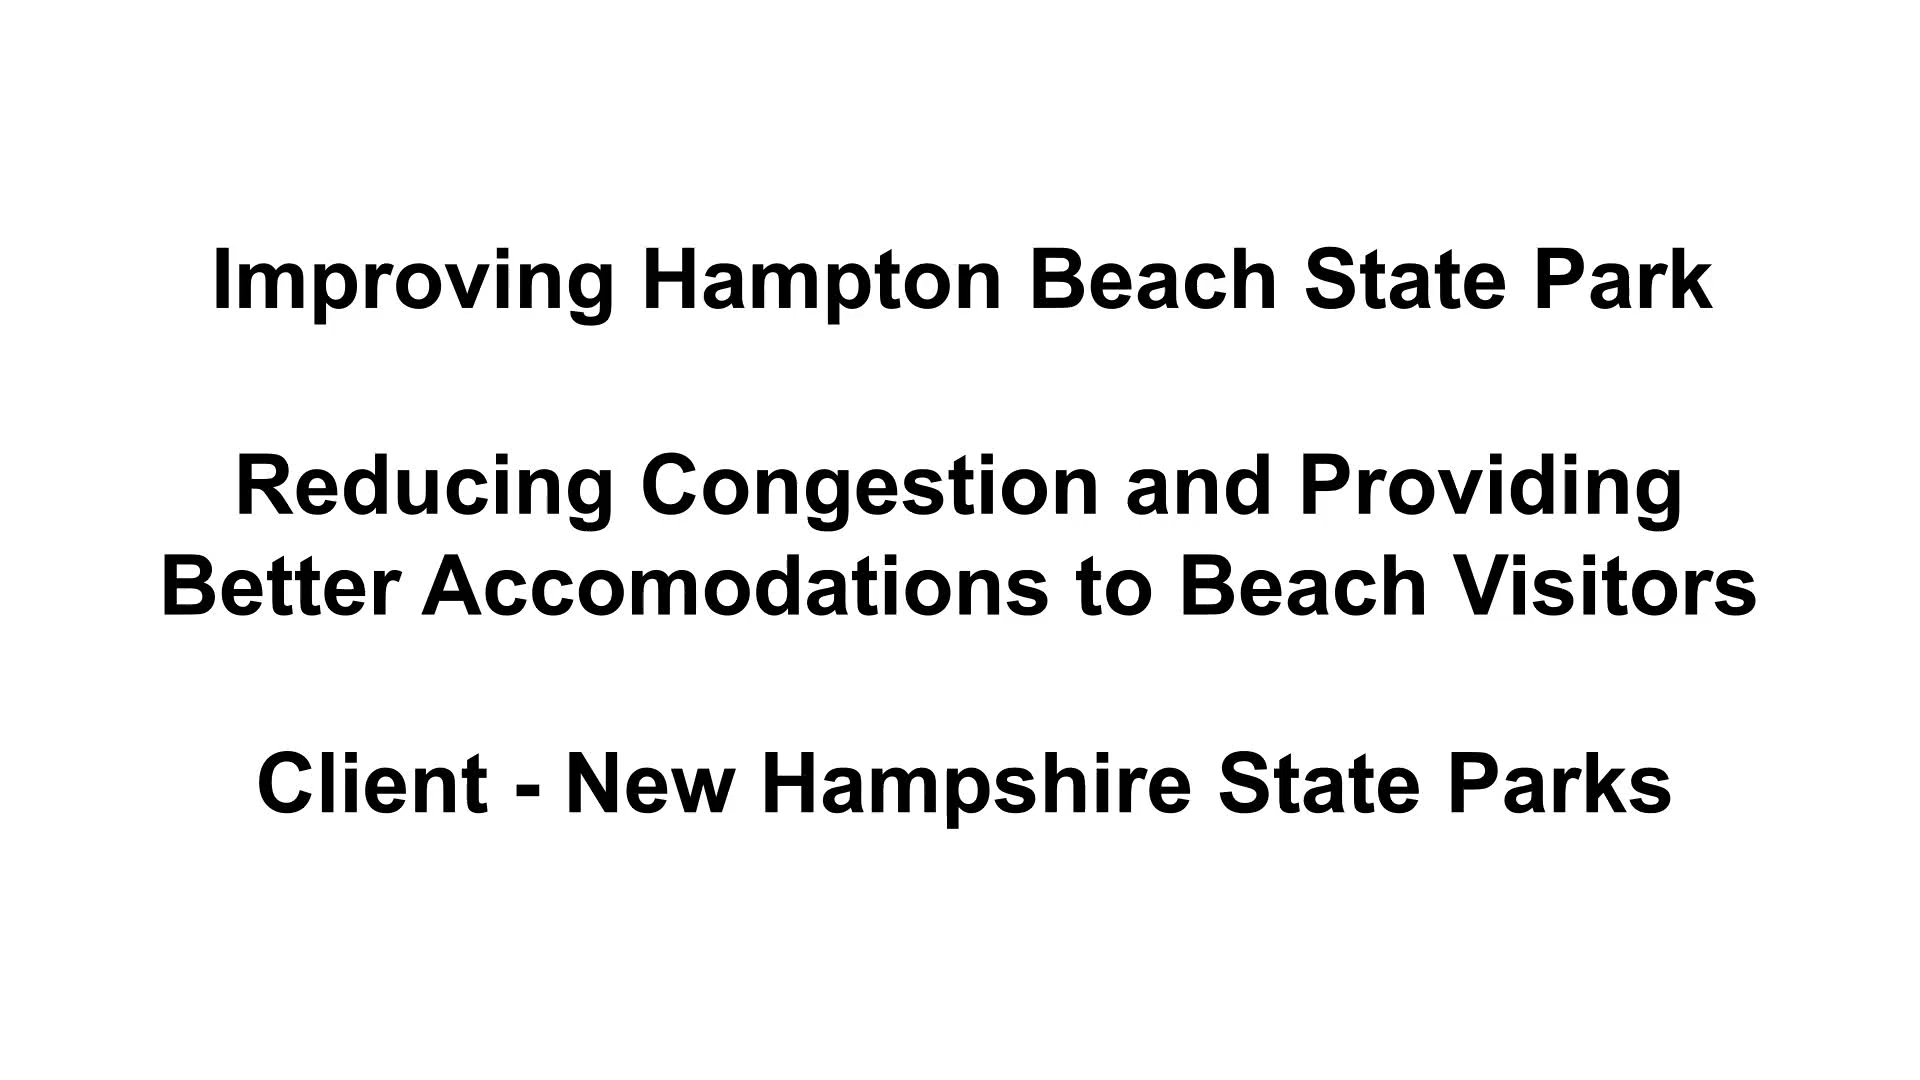 Improving Hampton Beach State Park
Reducing Congestion and Providing
Better Accomodations to Beach Visitors
Client - New Hampshire State Parks